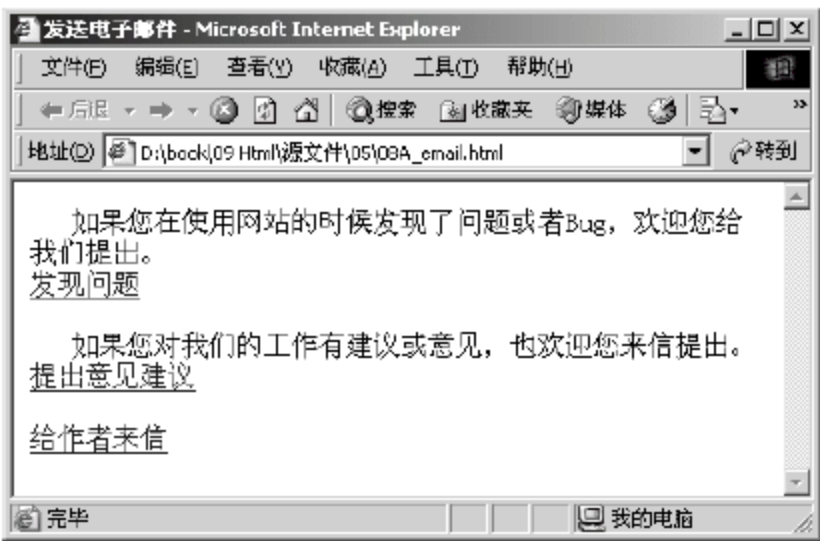 发送电子邮件 - Microsoft Internet Explorer
文件(F) 编辑(E) 查看(V) 收藏(A) 工具(T) 帮助(H)
后退 搜索 收藏夹 媒体 »
地址(D) D:\book\09 Html\源文件\05\08A_email.html 转到
如果您在使用网站的时候发现了问题或者Bug，欢迎您给
我们提出。
发现问题
如果您对我们的工作有建议或意见，也欢迎您来信提出。
提出意见建议
给作者来信
完毕 我的电脑